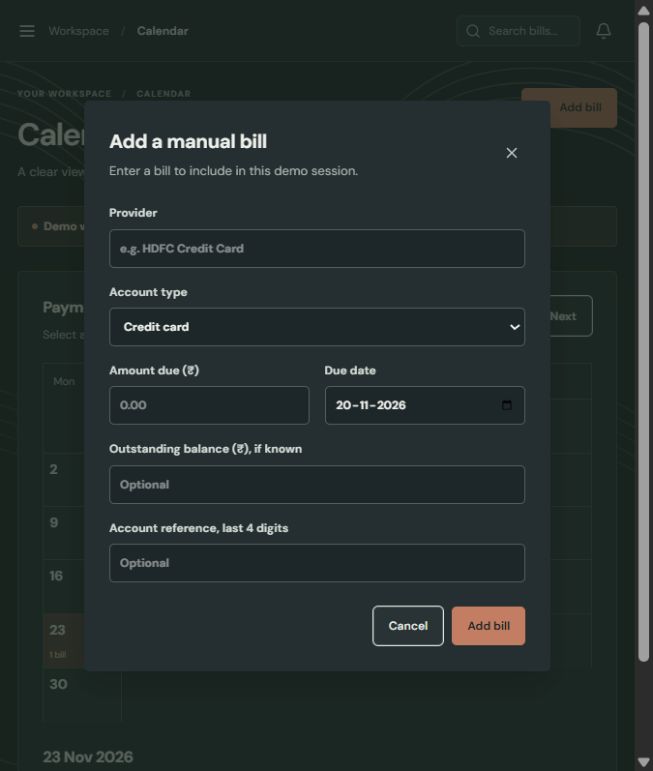 Workspace / Calendar
Search bills...
YOUR WORKSPACE / CALENDAR
Add bill
A clear
Demo
Select
Next
Mon
2
9
16
23
1 bill
30
23 Nov 2026
Add a manual bill
Enter a bill to include in this demo session.
Provider
e.g. HDFC Credit Card
Account type
Credit card
Amount due (₹) Due date
0.00 20-11-2026
Outstanding balance (₹), if known
Optional
Account reference, last 4 digits
Optional
Cancel Add bill